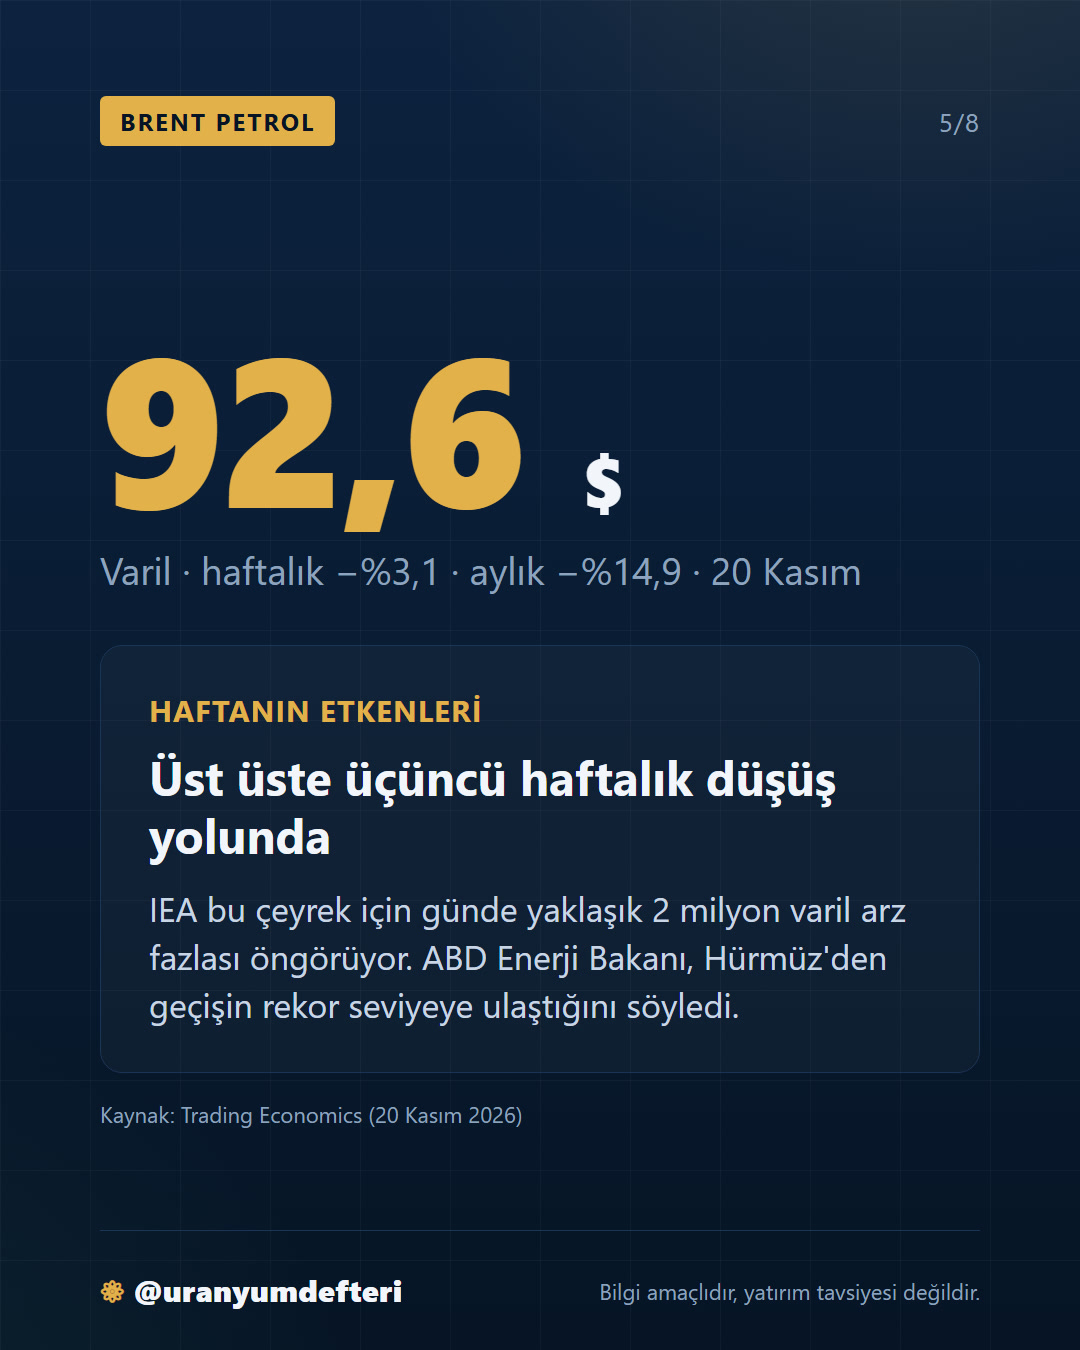 BRENT PETROL
5/8
92,6 $
Varil · haftalık −%3,1 · aylık −%14,9 · 20 Kasım
HAFTANIN ETKENLERİ
Üst üste üçüncü haftalık düşüş
yolunda
IEA bu çeyrek için günde yaklaşık 2 milyon varil arz
fazlası öngörüyor. ABD Enerji Bakanı, Hürmüz'den
geçişin rekor seviyeye ulaştığını söyledi.
Kaynak: Trading Economics (20 Kasım 2026)
@uranyumdefteri
Bilgi amaçlıdır, yatırım tavsiyesi değildir.